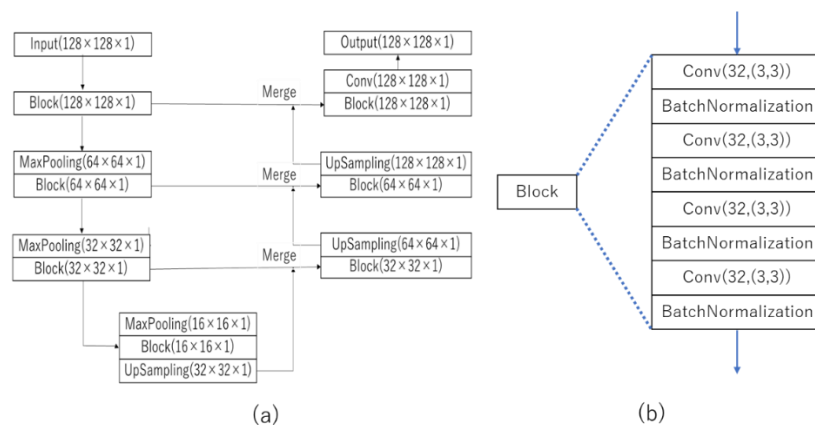 Input(128×128×1)
Block(128×128×1)
MaxPooling(64×64×1)
Block(64×64×1)
MaxPooling(32×32×1)
Block(32×32×1)
MaxPooling(16×16×1)
Block(16×16×1)
UpSampling(32×32×1)
Merge
Merge
Merge
Output(128×128×1)
Conv(128×128×1)
Block(128×128×1)
UpSampling(128×128×1)
Block(64×64×1)
UpSampling(64×64×1)
Block(32×32×1)
(a)
Block
Conv(32,(3,3))
BatchNormalization
Conv(32,(3,3))
BatchNormalization
Conv(32,(3,3))
BatchNormalization
Conv(32,(3,3))
BatchNormalization
(b)